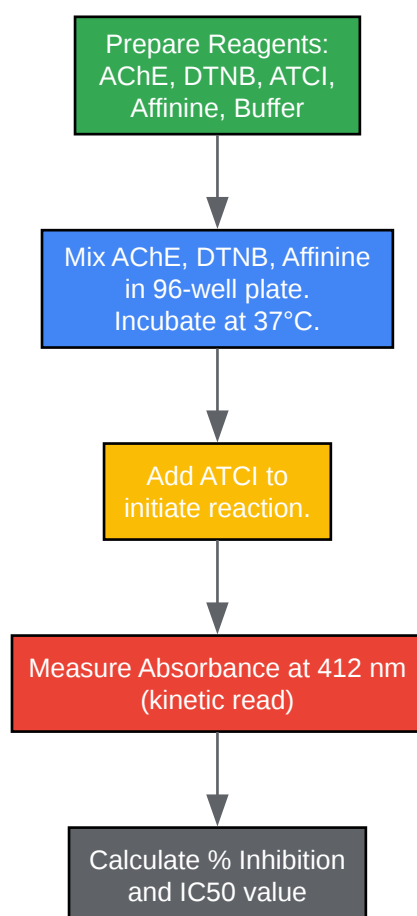 Prepare Reagents:
AChE, DTNB, ATCI,
Affinine, Buffer
Mix AChE, DTNB, Affinine
in 96-well plate.
Incubate at 37°C.
Add ATCI to
initiate reaction.
Measure Absorbance at 412 nm
(kinetic read)
Calculate % Inhibition
and IC50 value